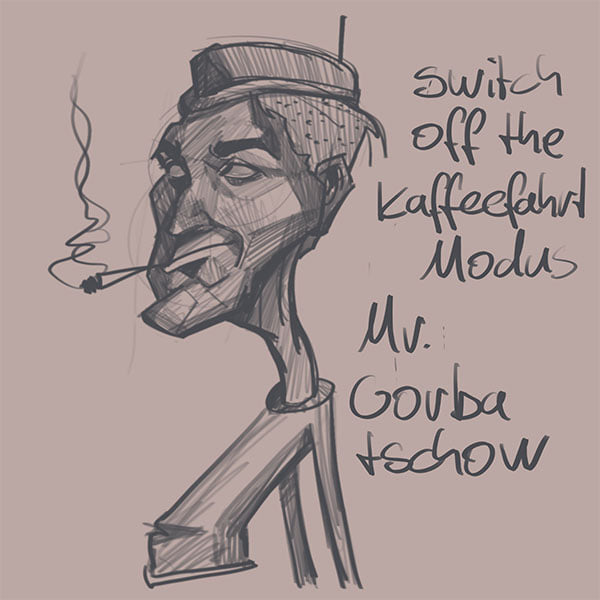 switch
off the
kaffeefahrt
Modus
Mr.
Gorba
tschow